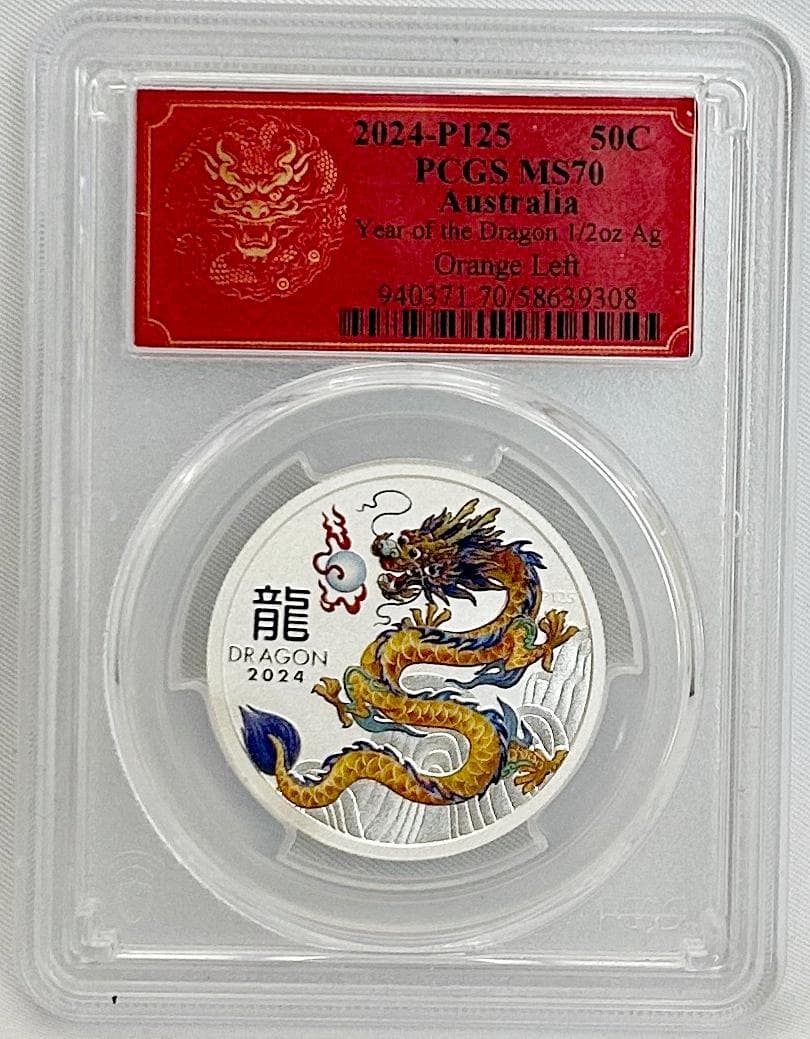 2024-P125 50C
PCGS MS70
Australia
Year of the Dragon 1/2oz Ag
Orange Left
940371.70/58639308
龍
DRAGON
2024
P125